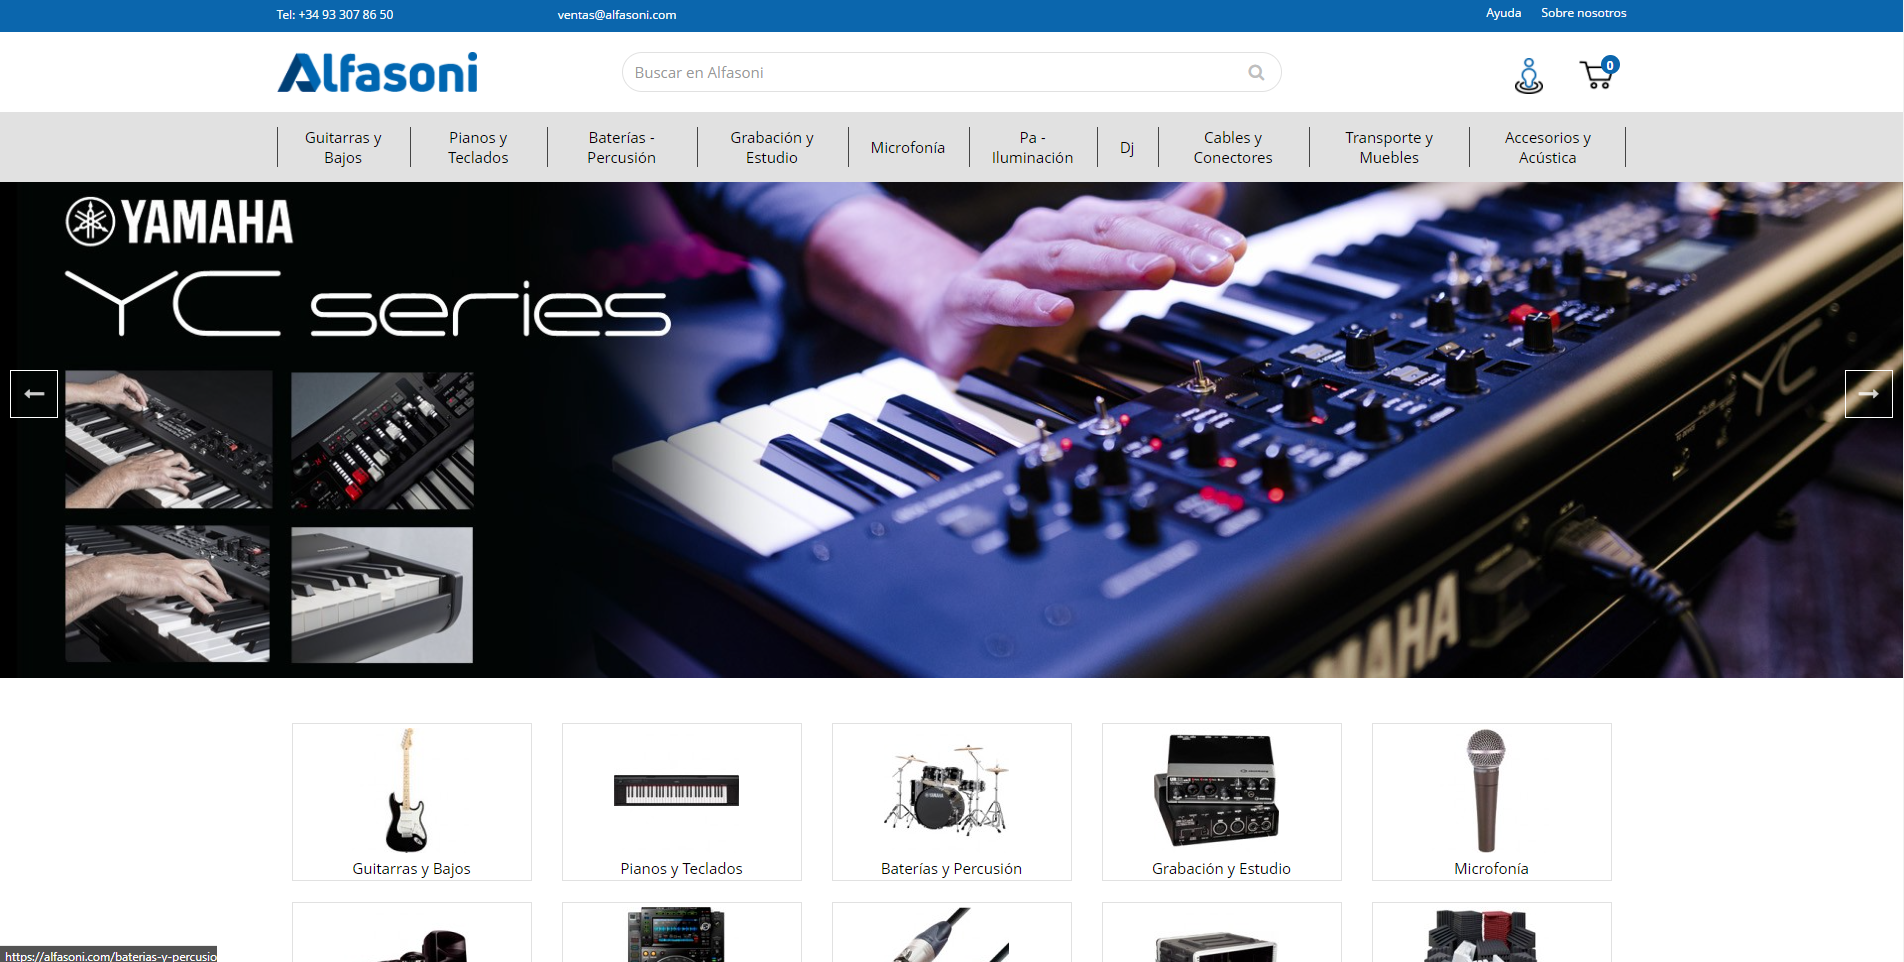 Tel: +34 93 307 86 50
ventas@alfasoni.com
Ayuda
Sobre nosotros
Alfasoni
Buscar en Alfasoni
0
Guitarras y
Bajos
Pianos y
Teclados
Baterías -
Percusión
Grabación y
Estudio
Microfonía
Pa -
Iluminación
Dj
Cables y
Conectores
Transporte y
Muebles
Accesorios y
Acústica
YAMAHA
YC series
YC
YAMAHA
Guitarras y Bajos
Pianos y Teclados
Baterías y Percusión
Grabación y Estudio
Microfonía
https://alfasoni.com/baterias-y-percusio